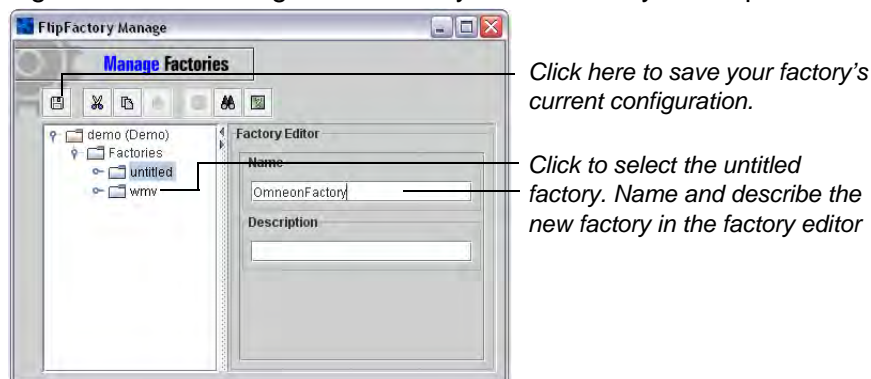 FlipFactory Manage
Manage Factories
Click here to save your factory's
current configuration.
demo (Demo)
Factories
untitled
wmv
Factory Editor
Name
OmneonFactory
Description
Click to select the untitled
factory. Name and describe the
new factory in the factory editor